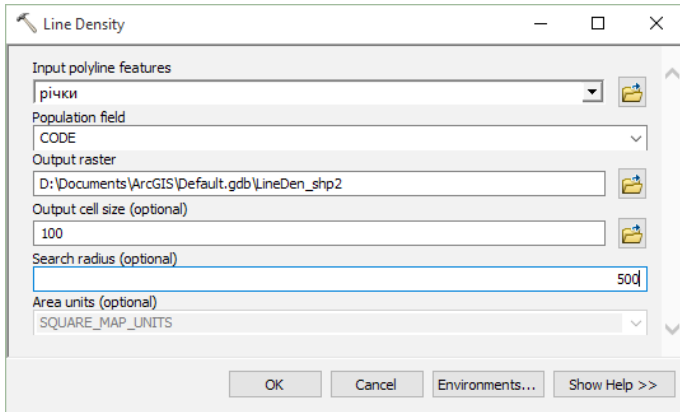 Line Density
Input polyline features
річки
Population field
CODE
Output raster
D:\Documents\ArcGIS\Default.gdb\LineDen_shp2
Output cell size (optional)
100
Search radius (optional)
500
Area units (optional)
SQUARE_MAP_UNITS
OK Cancel Environments... Show Help >>